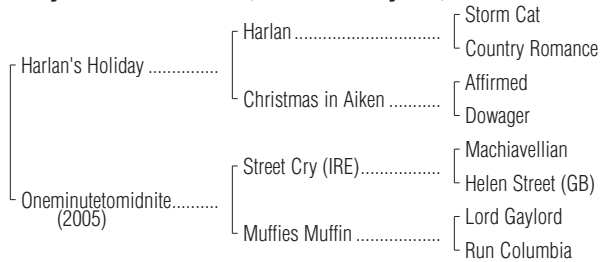 Storm Cat
Harlan..............................
Country Romance
Harlan's Holiday ...............
Affirmed
Christmas in Aiken ...........
Dowager
Machiavellian
Street Cry (IRE).................
Helen Street (GB)
Oneminutetomidnite..........
(2005)
Lord Gaylord
Muffies Muffin ..................
Run Columbia